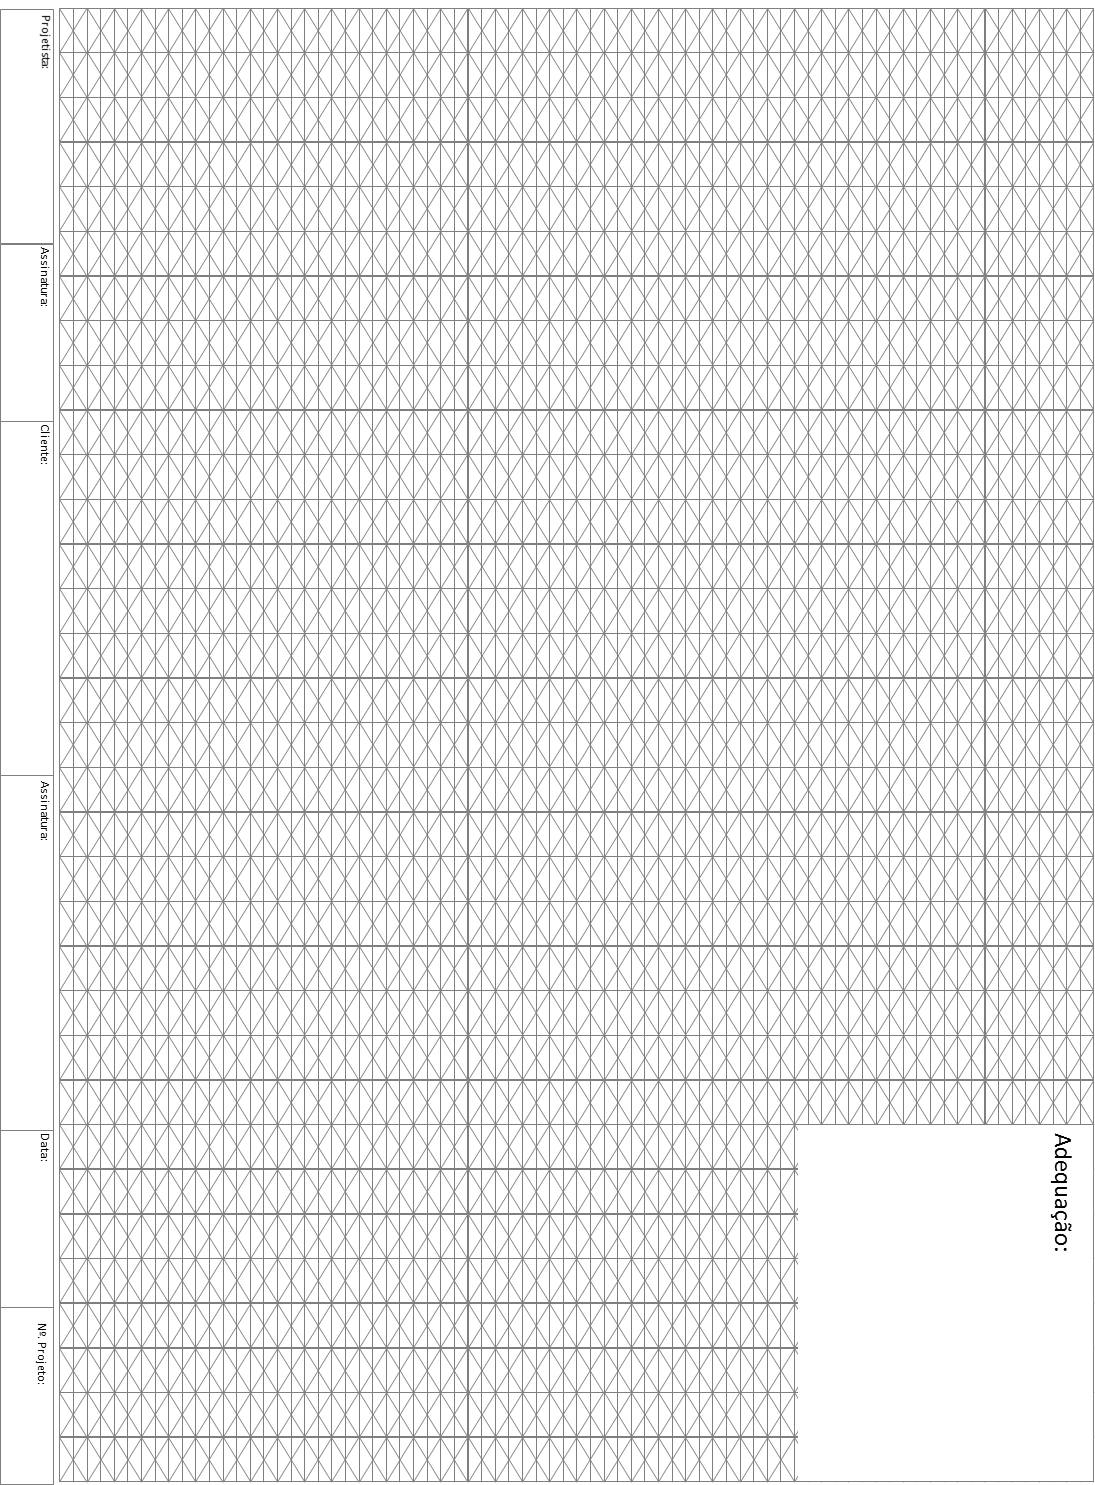 Adequação:
Projetista:
Assinatura:
Cliente:
Assinatura:
Data:
Nº. Projeto: